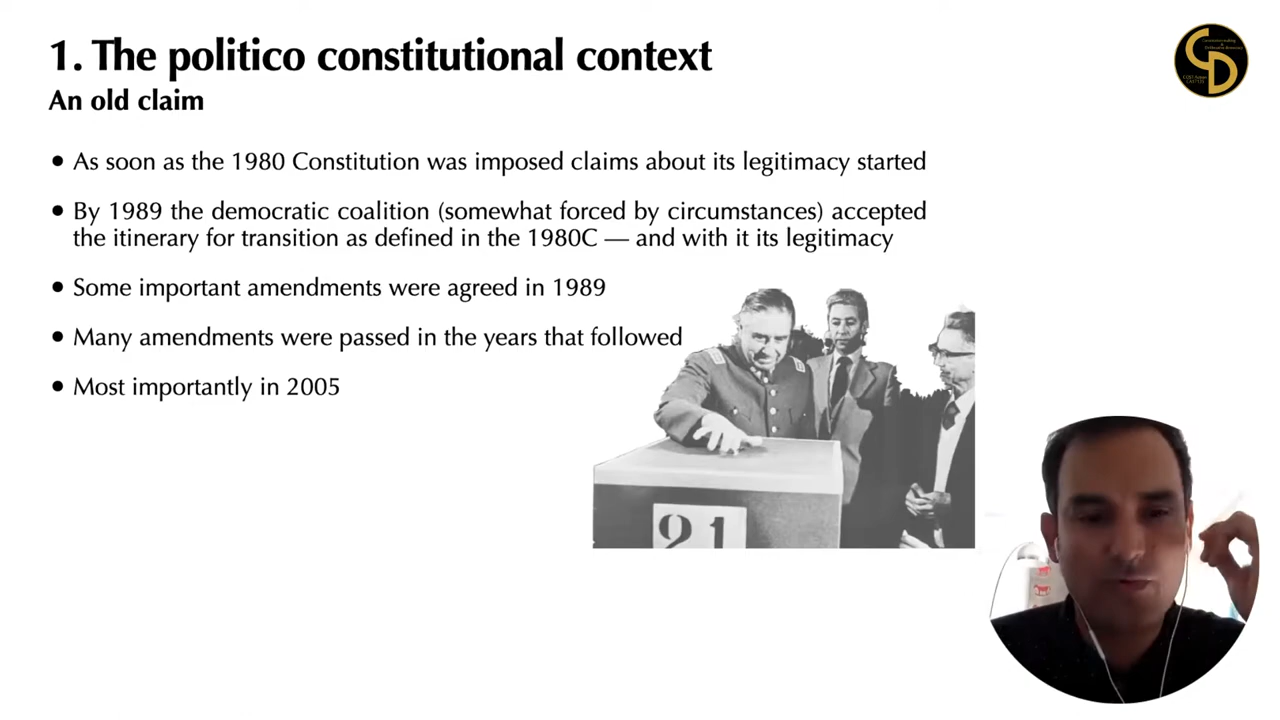 1. The politico constitutional context
An old claim
• As soon as the 1980 Constitution was imposed claims about its legitimacy started
• By 1989 the democratic coalition (somewhat forced by circumstances) accepted
the itinerary for transition as defined in the 1980C — and with it its legitimacy
• Some important amendments were agreed in 1989
• Many amendments were passed in the years that followed
• Most importantly in 2005
21
CD